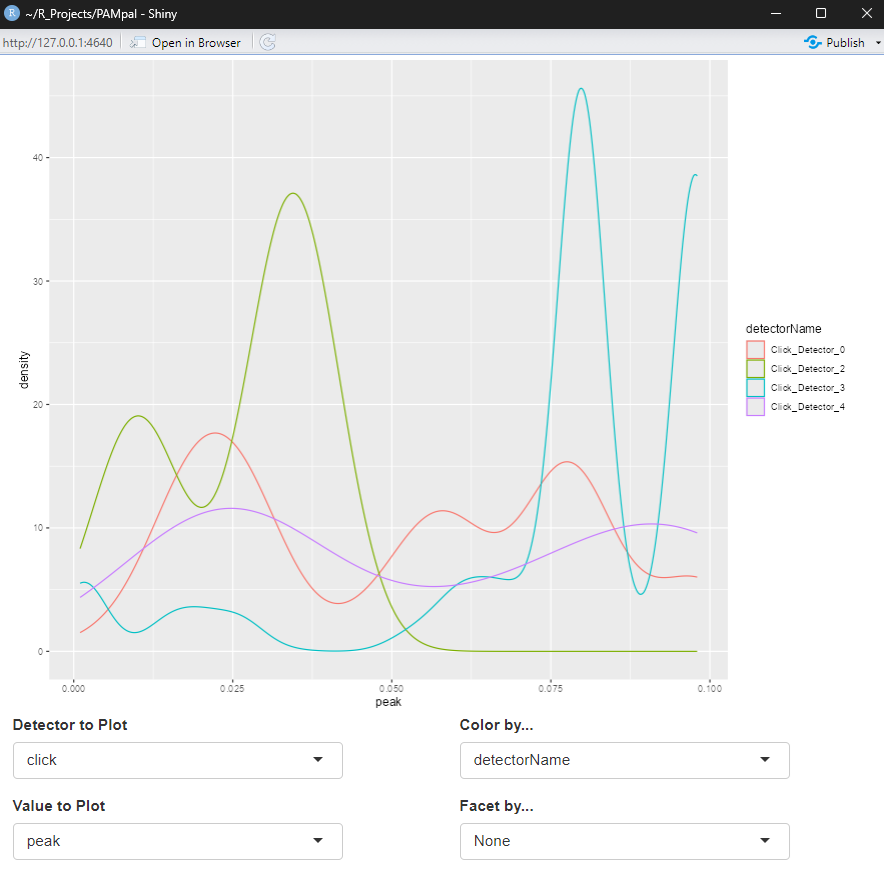 R ~/R_Projects/PAMpal - Shiny
http://127.0.0.1:4640 Open in Browser Publish
40
30
20
10
0
density
0.000 0.025 0.050 0.075 0.100
peak
detectorName
Click_Detector_0
Click_Detector_2
Click_Detector_3
Click_Detector_4
Detector to Plot Color by...
click detectorName
Value to Plot Facet by...
peak None